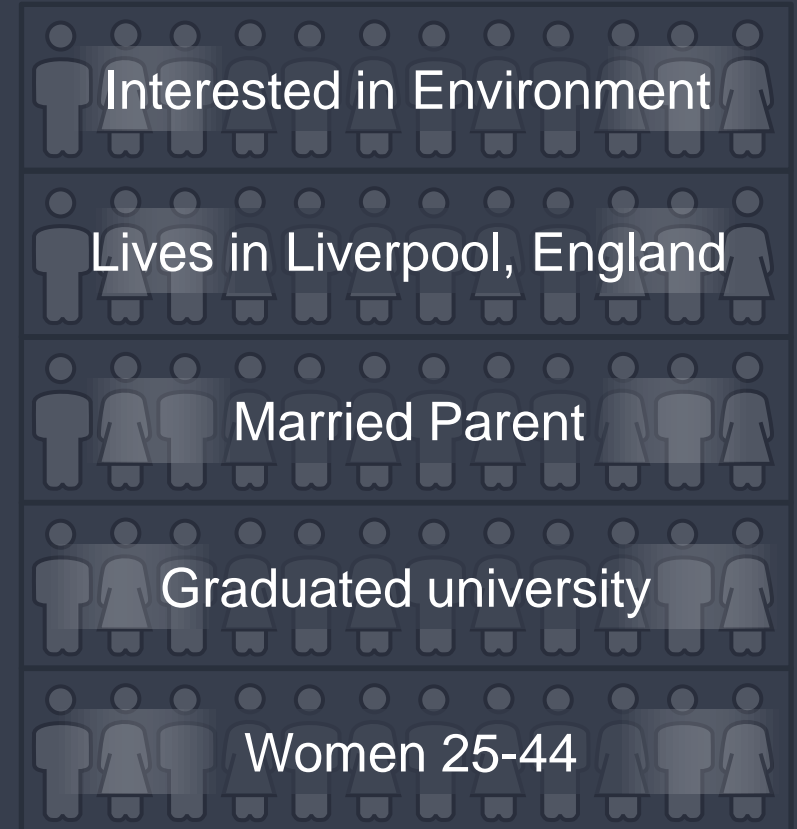 Interested in Environment
Lives in Liverpool, England
Married Parent
Graduated university
Women 25-44